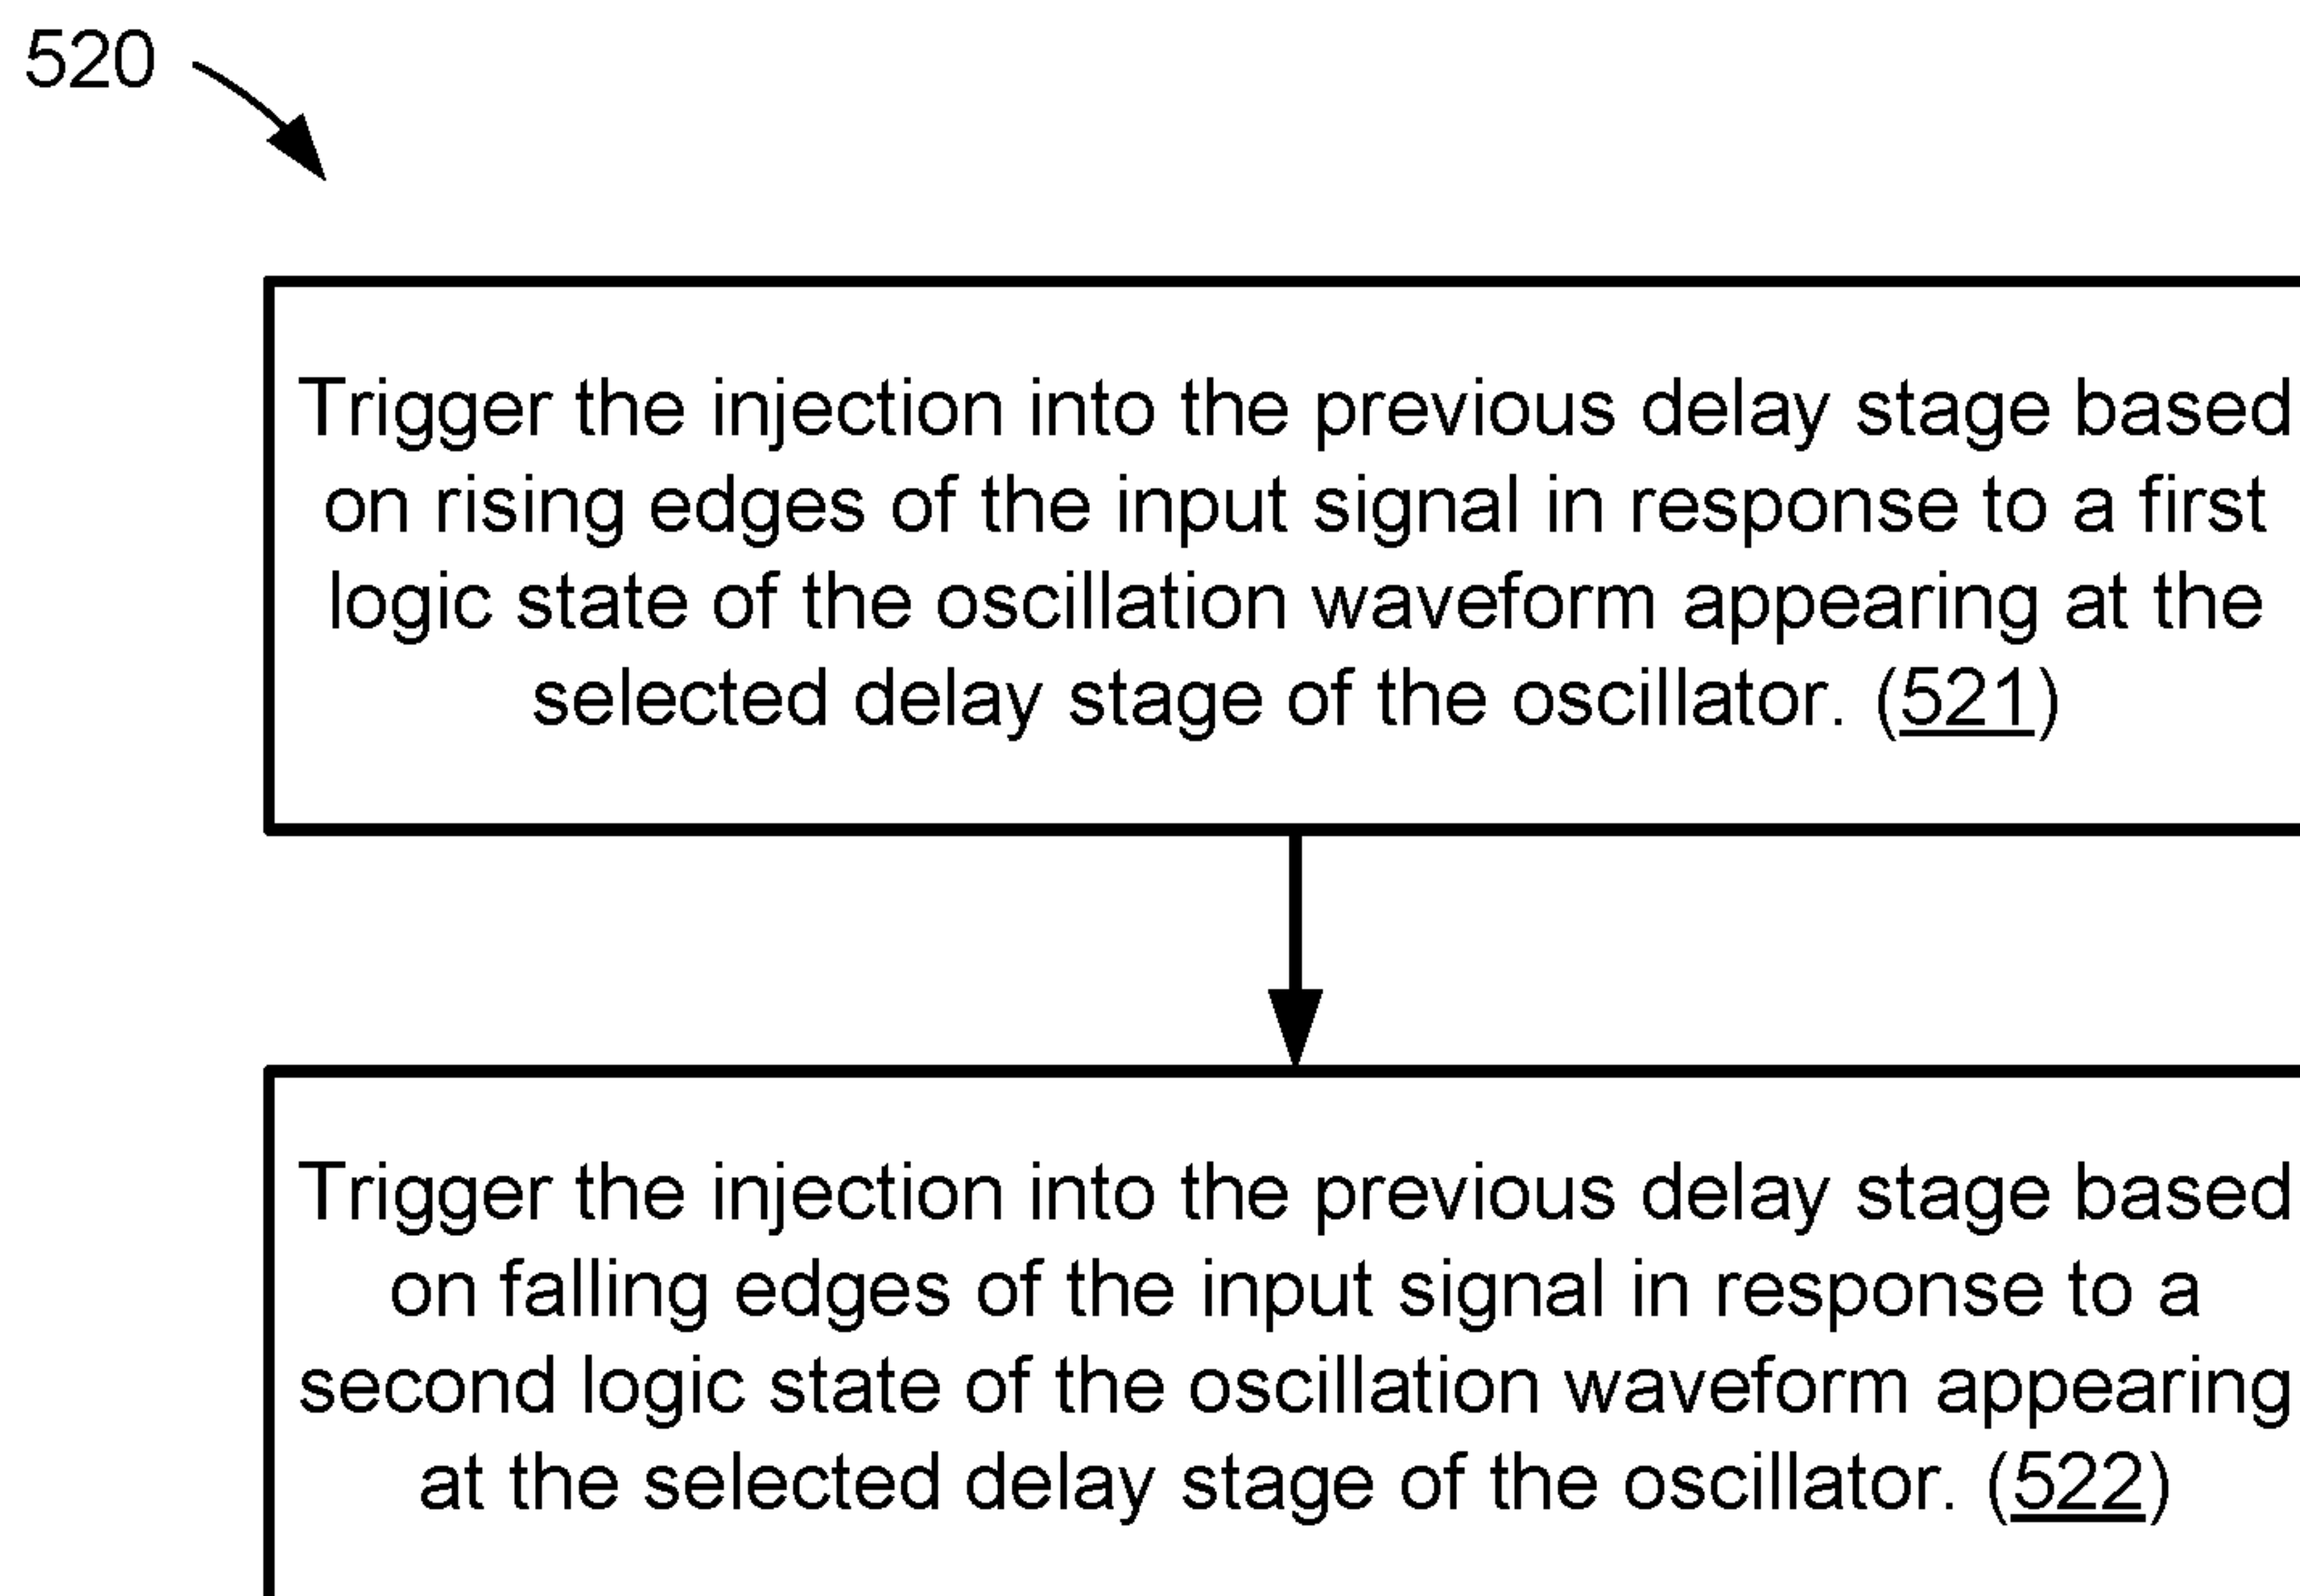 520
Trigger the injection into the previous delay stage based
on rising edges of the input signal in response to a first
logic state of the oscillation waveform appearing at the
selected delay stage of the oscillator. (521)
Trigger the injection into the previous delay stage based
on falling edges of the input signal in response to a
second logic state of the oscillation waveform appearing
at the selected delay stage of the oscillator. (522)